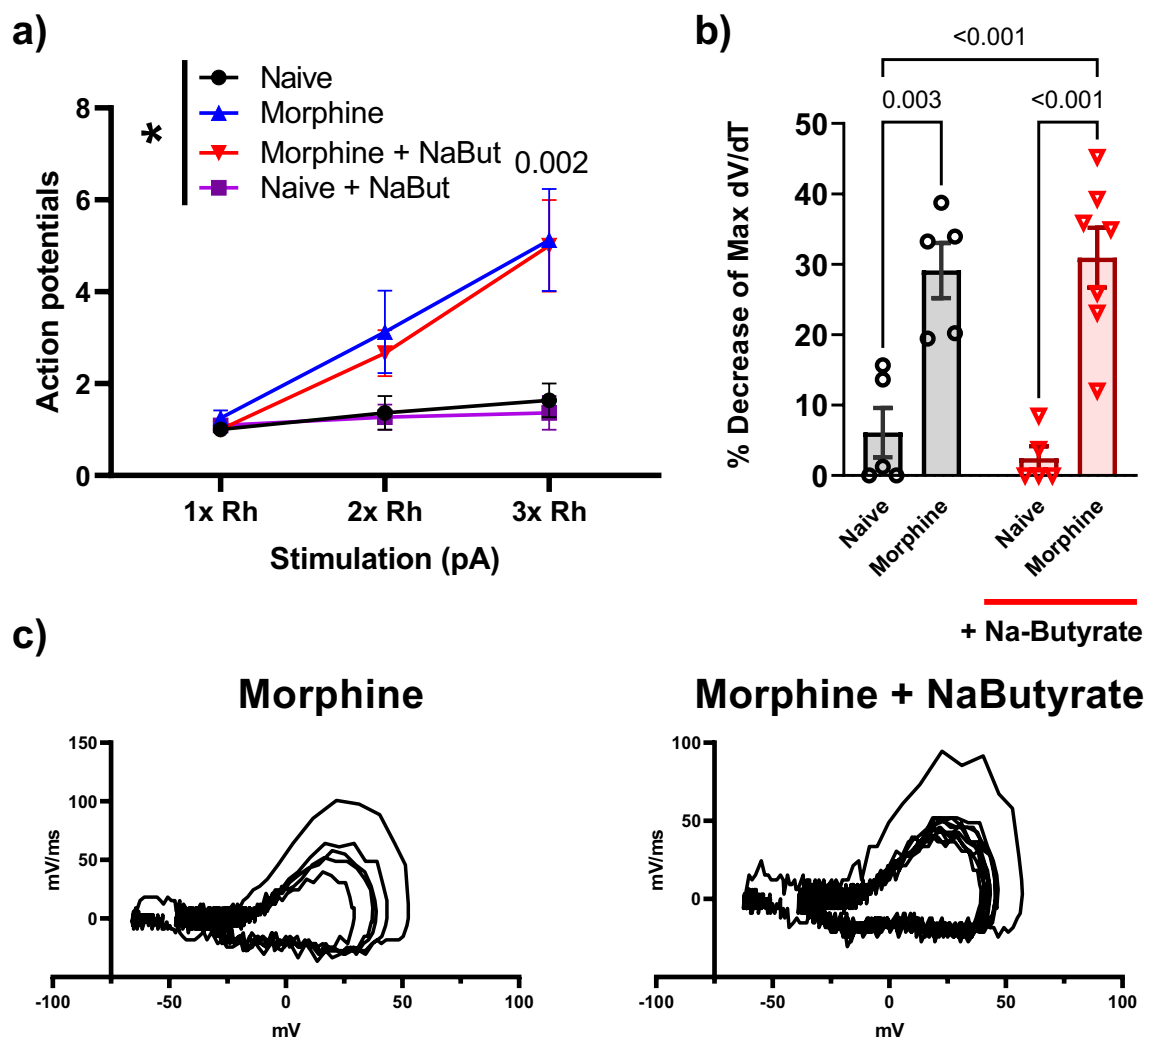 a)
*
Naive
Morphine
Morphine + NaBut
Naive + NaBut
0.002
Action potentials
8
6
4
2
0
1x Rh 2x Rh 3x Rh
Stimulation (pA)
b)
<0.001
0.003 <0.001
% Decrease of Max dV/dT
50
40
30
20
10
0
Naive
Morphine
Naive
Morphine
+ Na-Butyrate
c)
Morphine
mV/ms
150
100
50
0
-100 -50 0 50 100
mV
Morphine + NaButyrate
mV/ms
100
50
0
-100 -50 0 50 100
mV